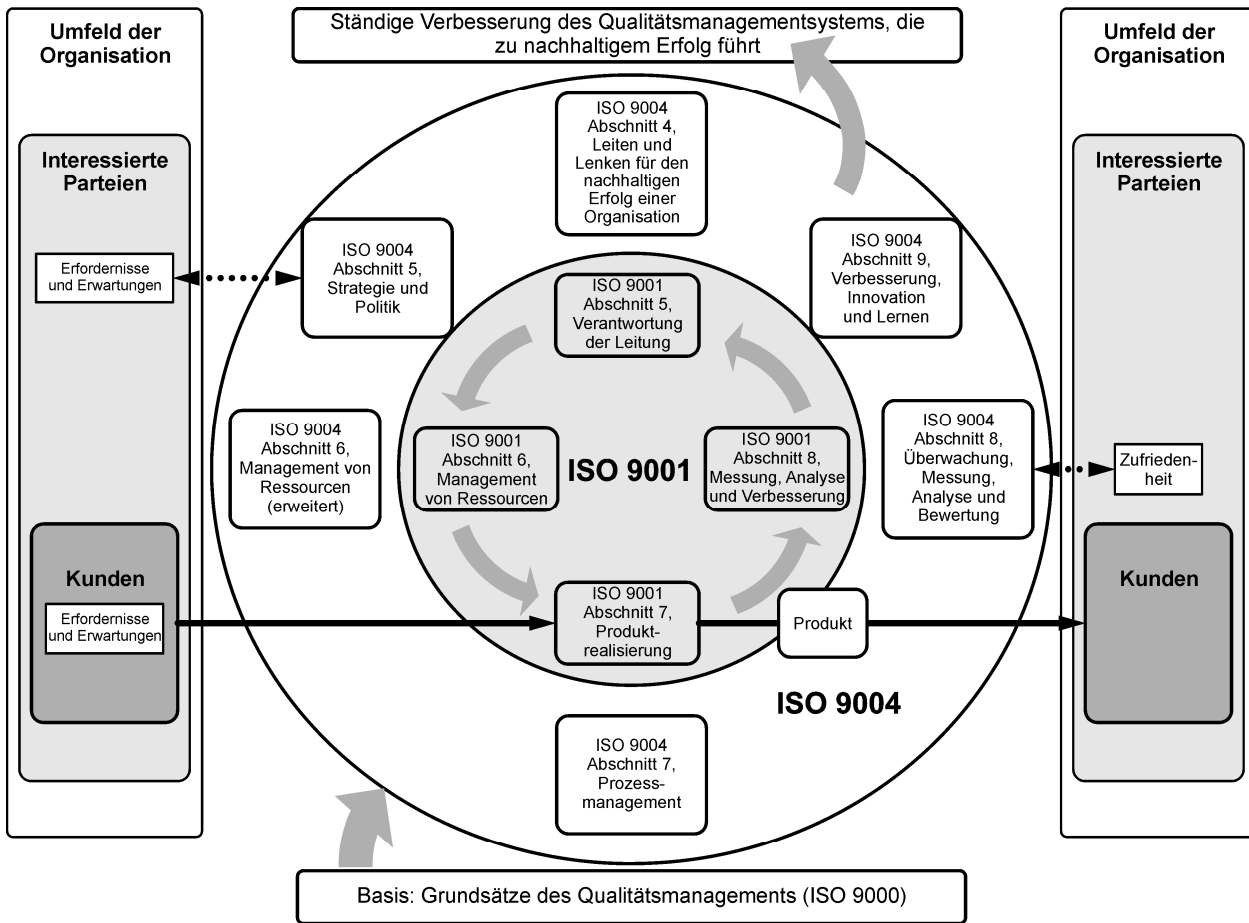 Ständige Verbesserung des Qualitätsmanagementsystems, die
zu nachhaltigem Erfolg führt
Umfeld der
Organisation
Interessierte
Parteien
Erfordernisse
und Erwartungen
Kunden
Erfordernisse
und Erwartungen
ISO 9004
Abschnitt 4,
Leiten und
Lenken für den
nachhaltigen
Erfolg einer
Organisation
ISO 9004
Abschnitt 5,
Strategie und
Politik
ISO 9004
Abschnitt 9,
Verbesserung,
Innovation
und Lernen
ISO 9001
Abschnitt 5,
Verantwortung
der Leitung
ISO 9004
Abschnitt 6,
Management von
Ressourcen
(erweitert)
ISO 9001
Abschnitt 6,
Management
von Ressourcen
ISO 9001
ISO 9001
Abschnitt 8,
Messung, Analyse
und Verbesserung
ISO 9004
Abschnitt 8,
Überwachung,
Messung,
Analyse und
Bewertung
ISO 9001
Abschnitt 7,
Produkt-
realisierung
Produkt
ISO 9004
ISO 9004
Abschnitt 7,
Prozess-
management
Umfeld der
Organisation
Interessierte
Parteien
Zufrieden-
heit
Kunden
Basis: Grundsätze des Qualitätsmanagements (ISO 9000)